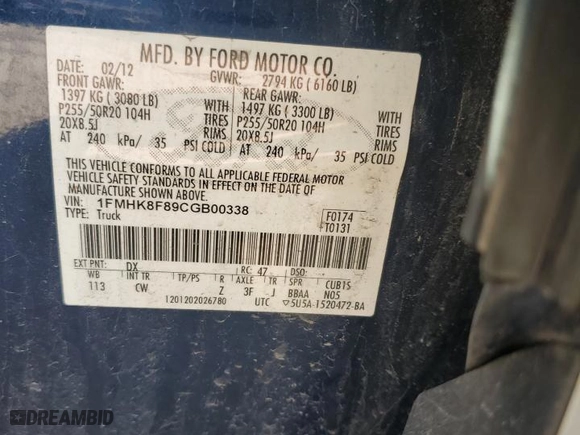 MFD. BY FORD MOTOR CO.
DATE: 02/12 GVWR: 2794 KG ( 6160 LB)
FRONT GAWR: REAR GAWR:
1397 KG ( 3080 LB) WITH 1497 KG ( 3300 LB) WITH
P255/50R20 104H TIRES P255/50R20 104H TIRES
20X8.5J RIMS 20X8.5J RIMS
AT 240 kPa/ 35 PSI COLD AT 240 kPa/ 35 PSI COLD
THIS VEHICLE CONFORMS TO ALL APPLICABLE FEDERAL MOTOR
VEHICLE SAFETY STANDARDS IN EFFECT ON THE DATE OF
MANUFACTURE SHOWN ABOVE.
VIN: 1FMHK8F89CGB00338 F0174
TYPE: Truck T0131
EXT PNT: DX RC: 47 DSO:
WB INT TR TP/PS R AXLE TR SPR CUB1S
113 CW Z 3F J BBAA N05
1201202026780 UTC ▽5U5A-1520472-BA
DREAMBID